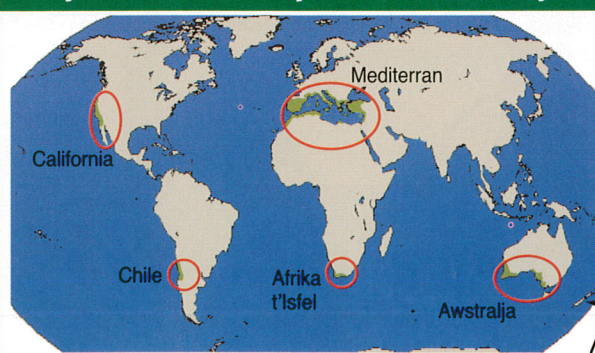 Mediterran
California
Chile
Afrika
t'Isfel
Awstralja